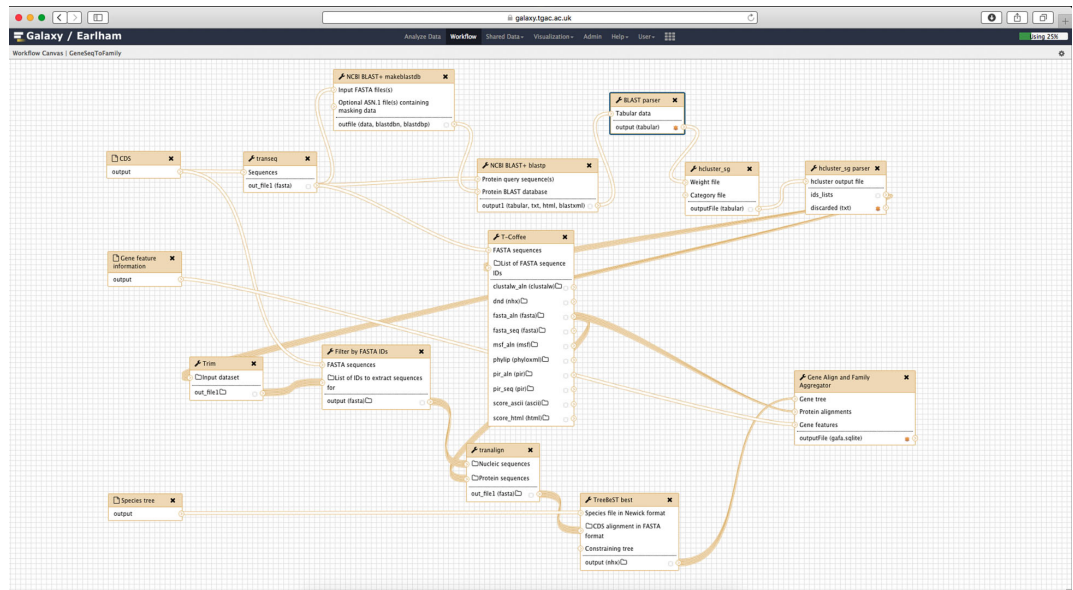 galaxy.tgac.ac.uk
Galaxy / Earlham
Analyze Data Workflow Shared Data Visualization Admin Help User
Using 25%
Workflow Canvas | GeneSeqToFamily
NCBI BLAST+ makeblastdb
Input FASTA files(s)
Optional ASN.1 file(s) containing
masking data
outfile (data, blastdbn, blastdbp)
BLAST parser
Tabular data
output (tabular)
CDS
output
transeq
Sequences
out_file1 (fasta)
NCBI BLAST+ blastp
Protein query sequence(s)
Protein BLAST database
output1 (tabular, txt, html, blastxml)
hcluster_sg
Weight file
Category file
outputFile (tabular)
hcluster_sg parser
hcluster output file
ids_lists
discarded (txt)
Gene feature
information
output
T-Coffee
FASTA sequences
List of FASTA sequence
IDs
clustalw_aln (clustalw)
dnd (nhx)
fasta_aln (fasta)
fasta_seq (fasta)
msf_aln (msf)
phylip (phyloxml)
pir_aln (pir)
pir_seq (pir)
score_ascii (ascii)
score_html (html)
Trim
Input dataset
out_file1
Filter by FASTA IDs
FASTA sequences
List of IDs to extract sequences
for
output (fasta)
Gene Align and Family
Aggregator
Gene tree
Protein alignments
Gene features
outputFile (gafa.sqlite)
tranalign
Nucleic sequences
Protein sequences
out_file1 (fasta)
Species tree
output
TreeBeST best
Species file in Newick format
CDS alignment in FASTA
format
Constraining tree
output (nhx)